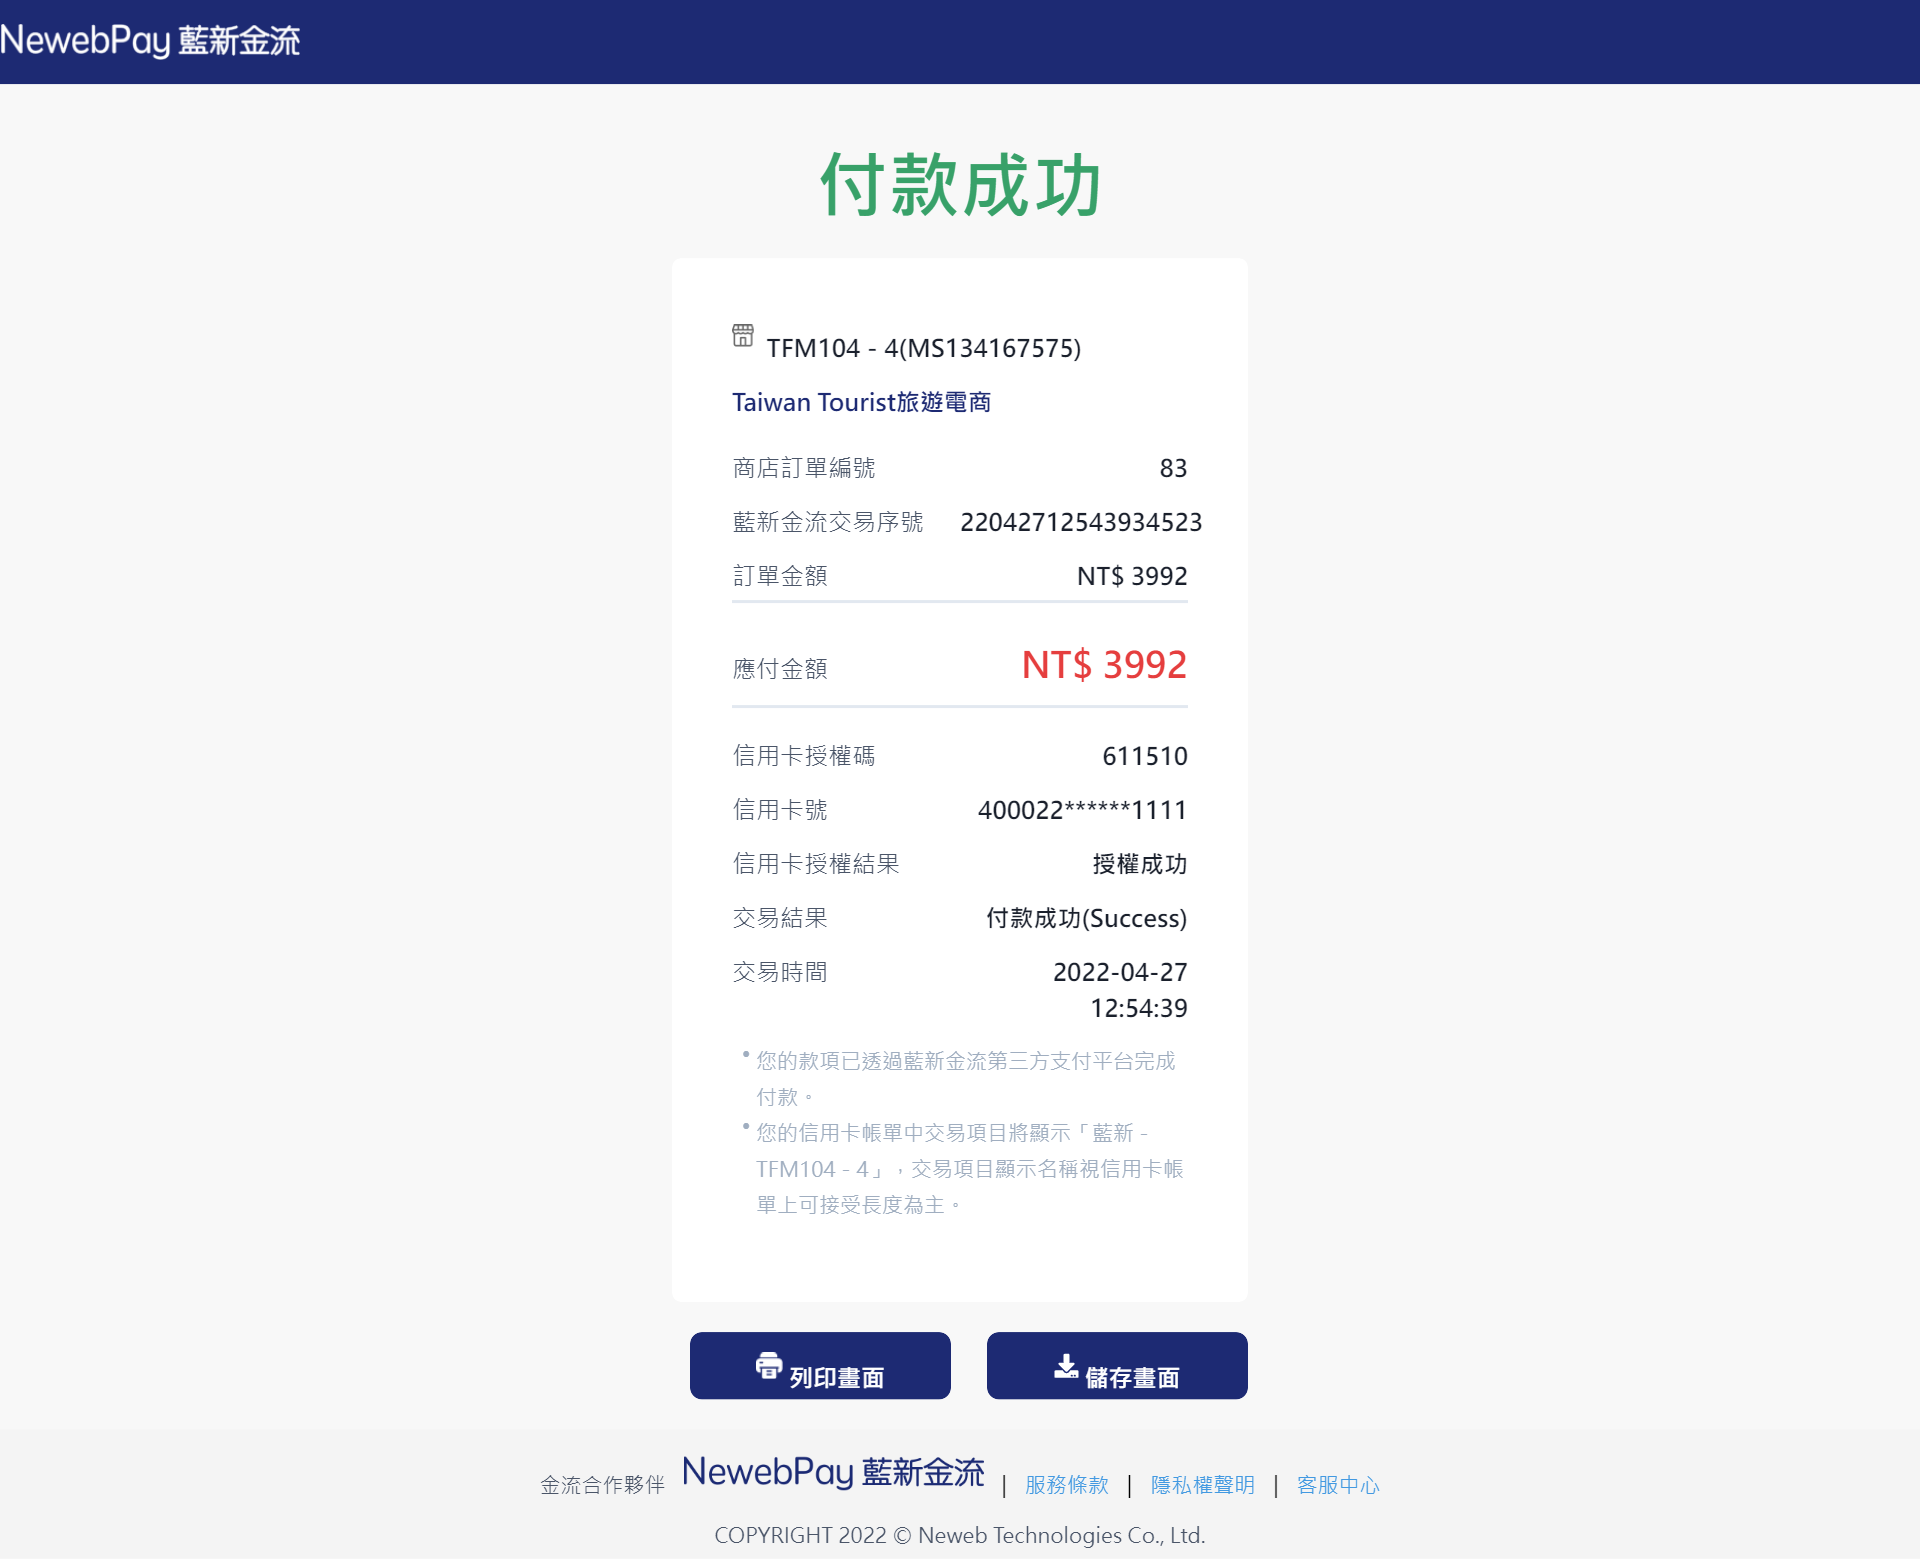 NewebPay 藍新金流
付款成功
TFM104 - 4(MS134167575)
Taiwan Tourist旅遊電商
商店訂單編號 83
藍新金流交易序號 22042712543934523
訂單金額 NT$ 3992
應付金額 NT$ 3992
信用卡授權碼 611510
信用卡號 400022******1111
信用卡授權結果 授權成功
交易結果 付款成功(Success)
交易時間 2022-04-27
12:54:39
• 您的款項已透過藍新金流第三方支付平台完成
付款。
• 您的信用卡帳單中交易項目將顯示「藍新 -
TFM104 - 4」，交易項目顯示名稱視信用卡帳
單上可接受長度為主。
列印畫面 儲存畫面
金流合作夥伴 NewebPay 藍新金流 | 服務條款 | 隱私權聲明 | 客服中心
COPYRIGHT 2022 © Neweb Technologies Co., Ltd.